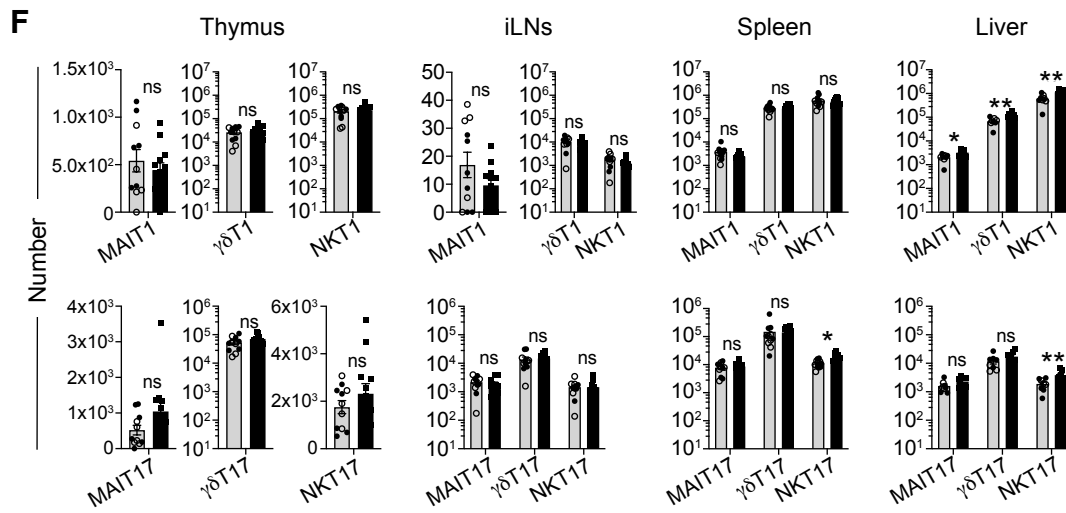 F
Thymus iLNs Spleen Liver
Number
1.5x10³
5.0x10²
0
ns
MAIT1
10⁷
10⁶
10⁵
10⁴
10³
10²
10¹
ns
γδT1
10⁷
10⁶
10⁵
10⁴
10³
10²
10¹
ns
NKT1
50
40
30
20
10
0
ns
MAIT1
10⁷
10⁶
10⁵
10⁴
10³
10²
10¹
ns ns
γδT1 NKT1
10⁷
10⁶
10⁵
10⁴
10³
10²
10¹
ns ns ns
MAIT1 γδT1 NKT1
10⁷
10⁶
10⁵
10⁴
10³
10²
10¹
* ** **
MAIT1 γδT1 NKT1
4x10³
3x10³
2x10³
1x10³
0
ns
MAIT17
10⁶
10⁵
10⁴
10³
10²
10¹
ns
γδT17
6x10³
4x10³
2x10³
0
ns
NKT17
10⁶
10⁵
10⁴
10³
10²
10¹
ns ns ns
MAIT17 γδT17 NKT17
10⁶
10⁵
10⁴
10³
10²
10¹
ns ns *
MAIT17 γδT17 NKT17
10⁶
10⁵
10⁴
10³
10²
10¹
ns ns **
MAIT17 γδT17 NKT17